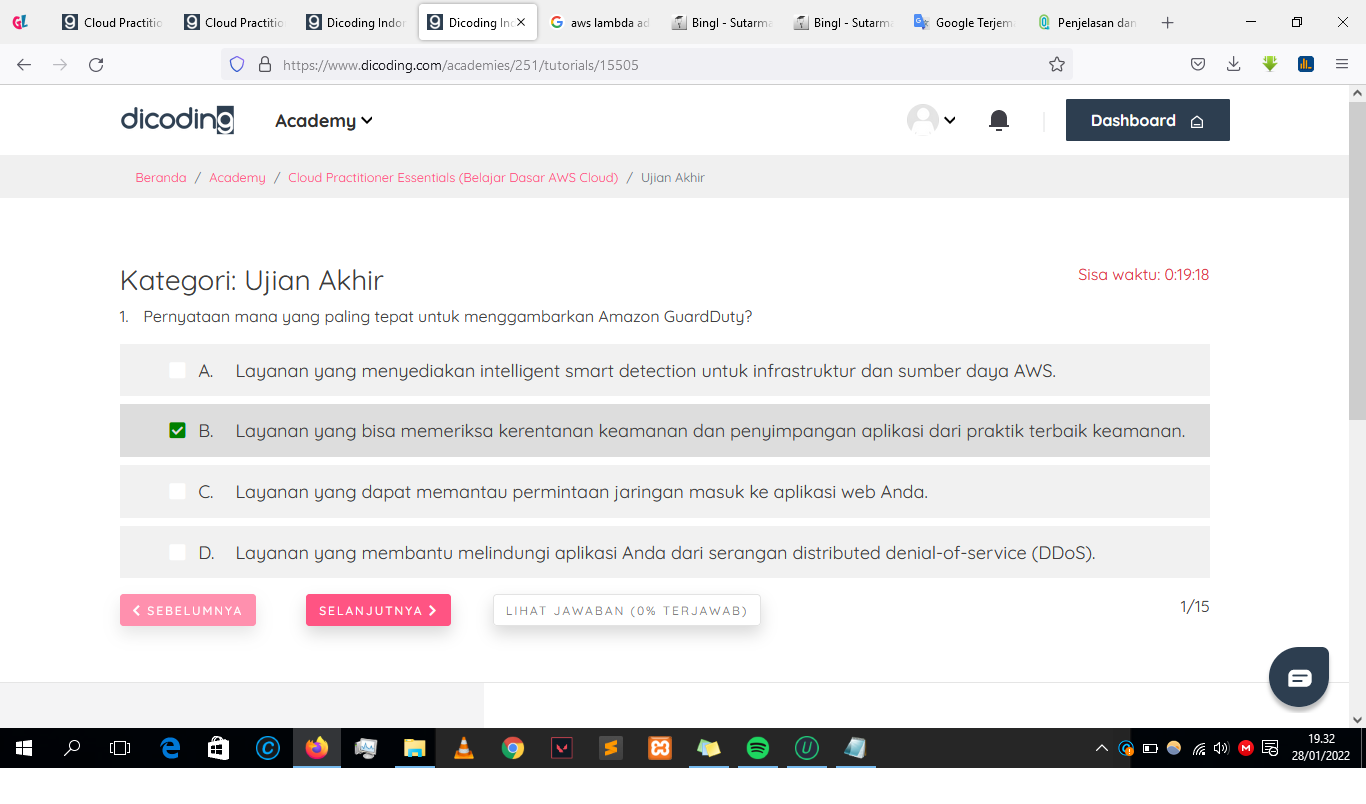 GL
Cloud Practitio
Cloud Practitio
Dicoding Indor
Dicoding Inc
aws lambda ad
Bingl - Sutarma
Bingl - Sutarma
Google Terjem
Penjelasan dan
https://www.dicoding.com/academies/251/tutorials/15505
dicoding
Academy
Dashboard
Beranda / Academy / Cloud Practitioner Essentials (Belajar Dasar AWS Cloud) / Ujian Akhir
Kategori: Ujian Akhir
Sisa waktu: 0:19:18
1. Pernyataan mana yang paling tepat untuk menggambarkan Amazon GuardDuty?
A. Layanan yang menyediakan intelligent smart detection untuk infrastruktur dan sumber daya AWS.
B. Layanan yang bisa memeriksa kerentanan keamanan dan penyimpangan aplikasi dari praktik terbaik keamanan.
C. Layanan yang dapat memantau permintaan jaringan masuk ke aplikasi web Anda.
D. Layanan yang membantu melindungi aplikasi Anda dari serangan distributed denial-of-service (DDoS).
SEBELUMNYA
SELANJUTNYA
LIHAT JAWABAN (0% TERJAWAB)
1/15
19.32
28/01/2022